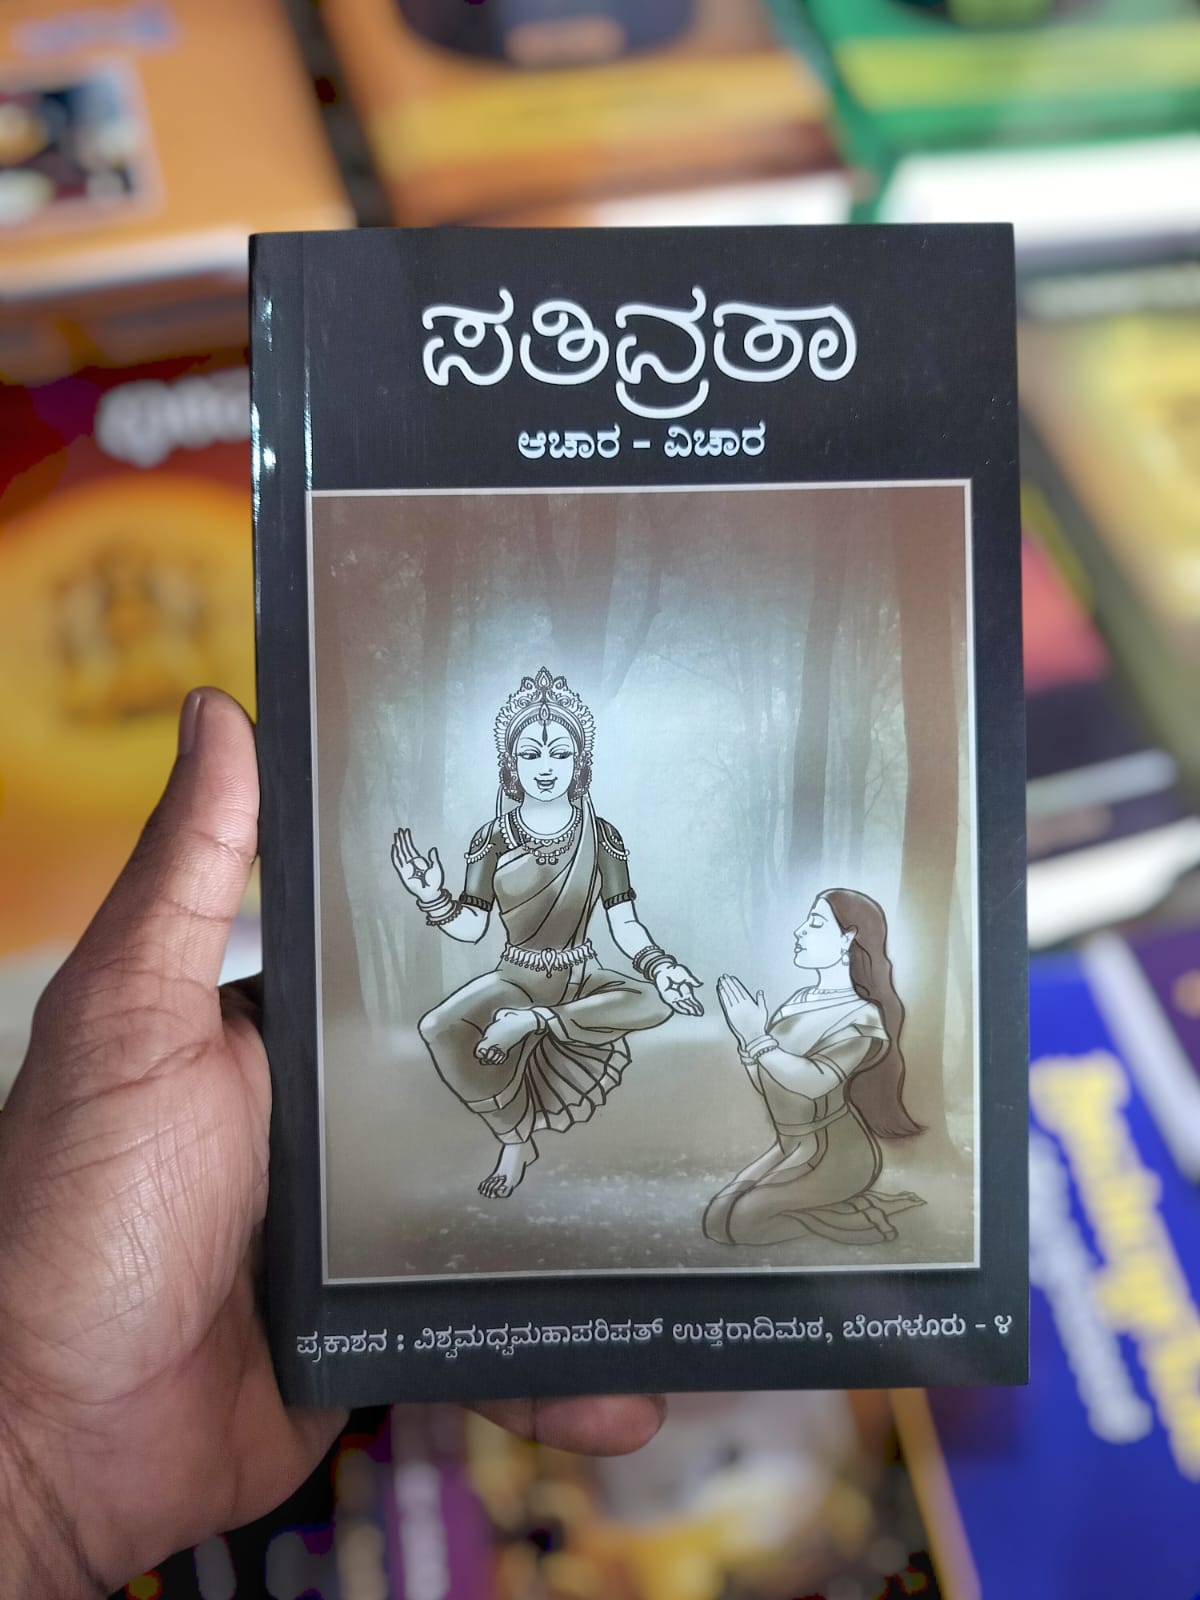 ಪತಿವ್ರತಾ
ಆಚಾರ - ವಿಚಾರ
ಪ್ರಕಾಶನ : ವಿಶ್ವಮಧ್ವಮಹಾಪರಿಷತ್ ಉತ್ತರಾದಿಮಠ, ಬೆಂಗಳೂರು - ೪